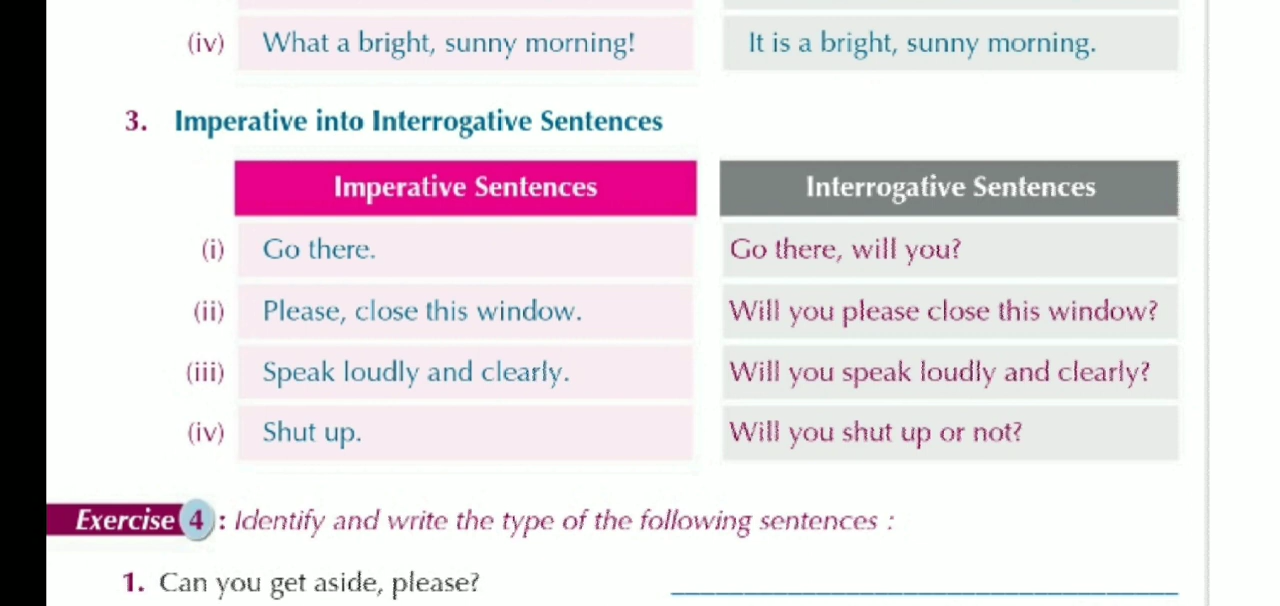 (iv) What a bright, sunny morning! It is a bright, sunny morning.
3. Imperative into Interrogative Sentences
Imperative Sentences Interrogative Sentences
(i) Go there. Go there, will you?
(ii) Please, close this window. Will you please close this window?
(iii) Speak loudly and clearly. Will you speak loudly and clearly?
(iv) Shut up. Will you shut up or not?
Exercise 4 : Identify and write the type of the following sentences :
1. Can you get aside, please?